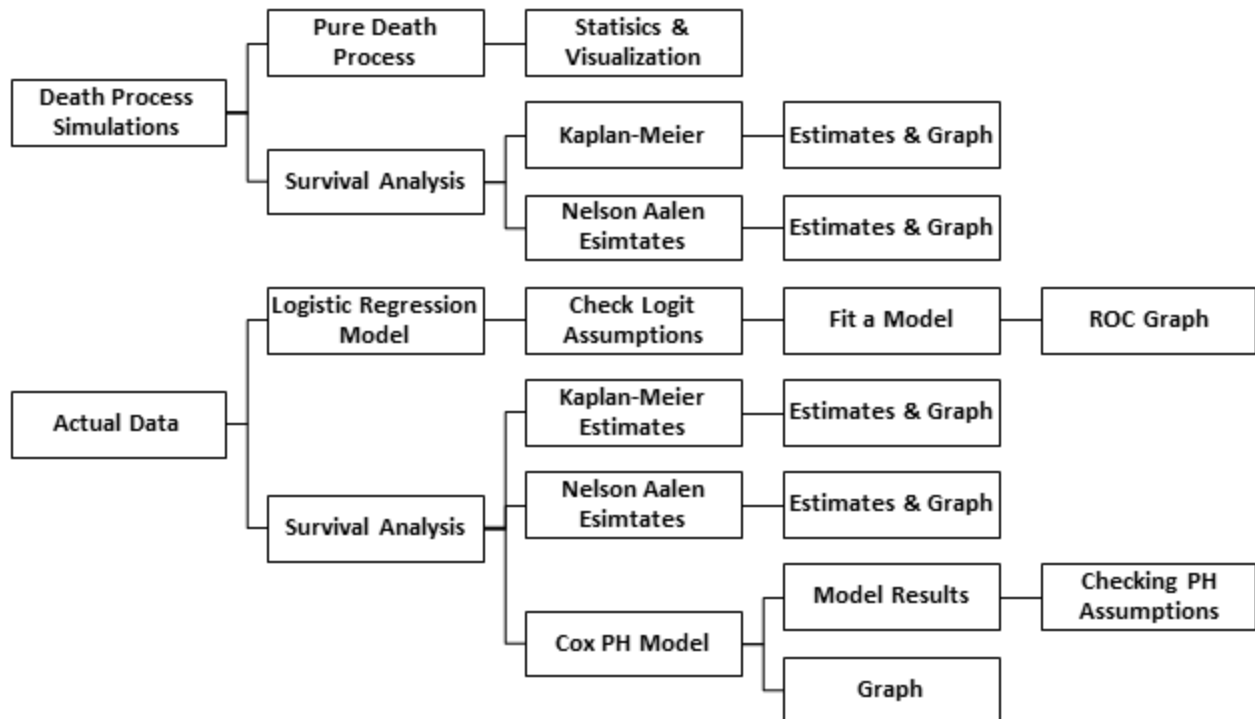 Pure Death
Process
Statisics &
Visualization
Death Process
Simulations
Kaplan-Meier
Estimates & Graph
Survival Analysis
Nelson Aalen
Esimtates
Estimates & Graph
Logistic Regression
Model
Check Logit
Assumptions
Fit a Model
ROC Graph
Actual Data
Kaplan-Meier
Estimates
Estimates & Graph
Nelson Aalen
Esimtates
Estimates & Graph
Survival Analysis
Model Results
Checking PH
Assumptions
Cox PH Model
Graph